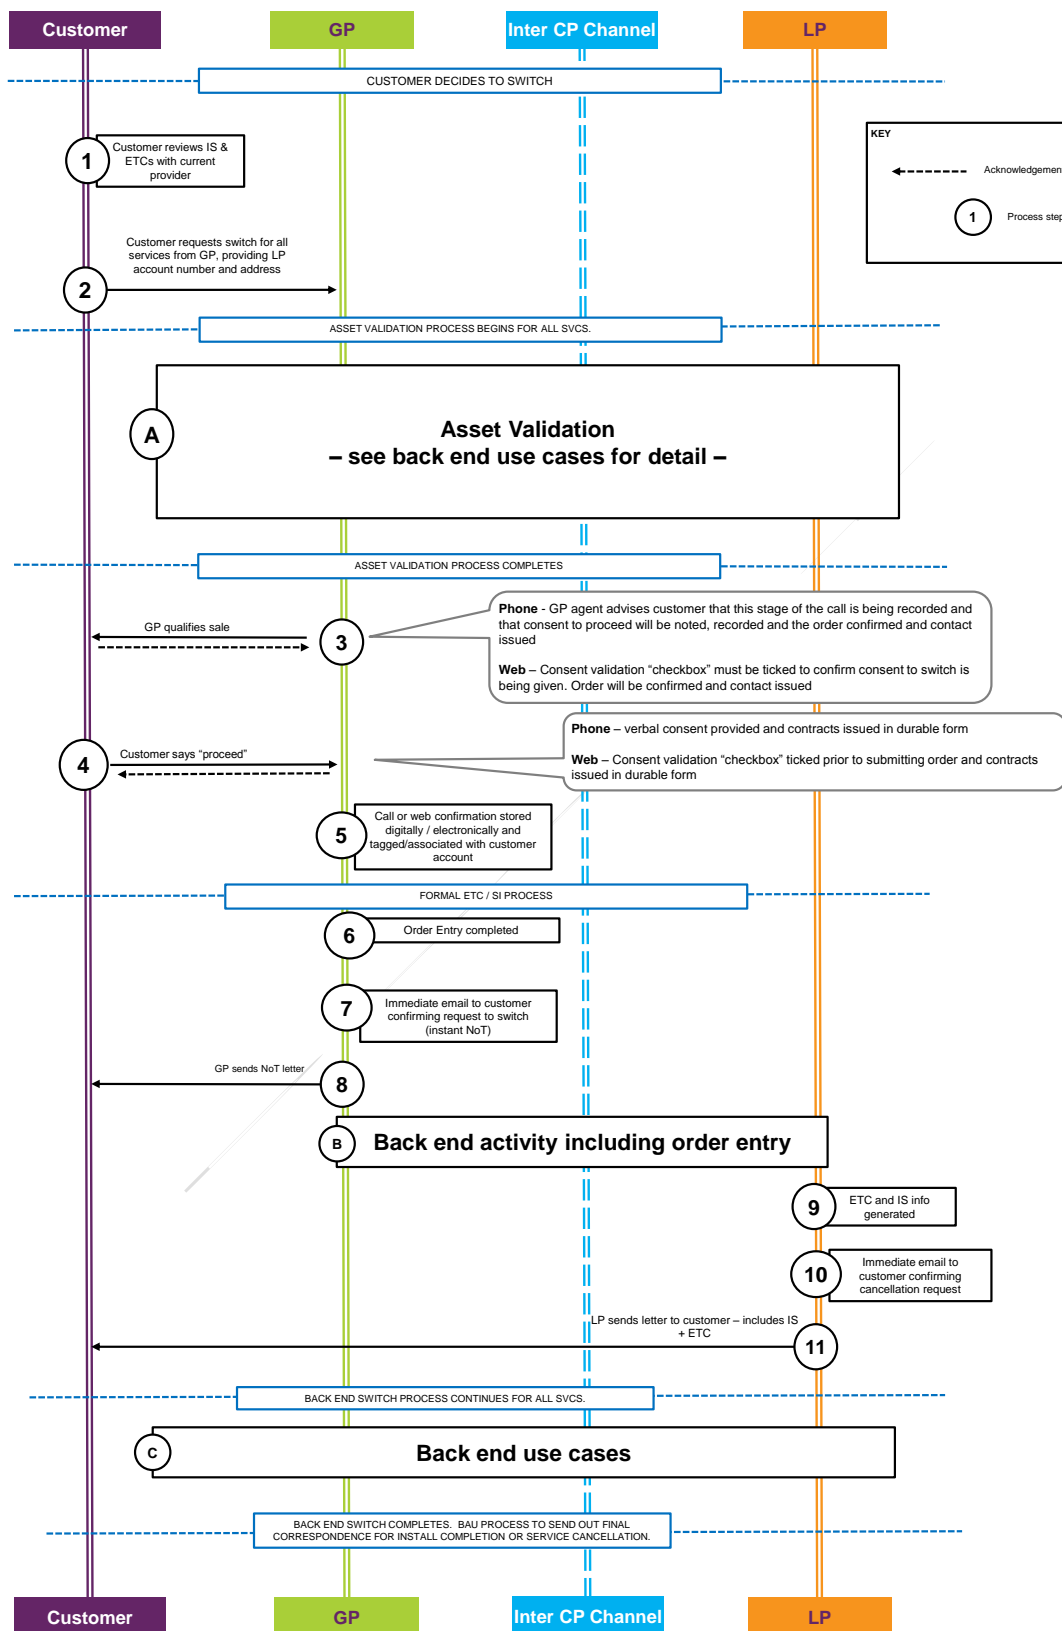 Customer
GP
Inter CP Channel
LP
CUSTOMER DECIDES TO SWITCH
KEY
Acknowledgement
1
Process step
1
Customer reviews IS &
ETCs with current
provider
Customer requests switch for all
services from GP, providing LP
account number and address
2
ASSET VALIDATION PROCESS BEGINS FOR ALL SVCS.
A
Asset Validation
– see back end use cases for detail –
ASSET VALIDATION PROCESS COMPLETES
Phone - GP agent advises customer that this stage of the call is being recorded and
that consent to proceed will be noted, recorded and the order confirmed and contact
issued
Web – Consent validation “checkbox” must be ticked to confirm consent to switch is
being given. Order will be confirmed and contact issued
GP qualifies sale
3
Phone – verbal consent provided and contracts issued in durable form
Web – Consent validation “checkbox” ticked prior to submitting order and contracts
issued in durable form
Customer says “proceed”
4
5
Call or web confirmation stored
digitally / electronically and
tagged/associated with customer
account
FORMAL ETC / SI PROCESS
6
Order Entry completed
7
Immediate email to customer
confirming request to switch
(instant NoT)
GP sends NoT letter
8
B
Back end activity including order entry
9
ETC and IS info
generated
10
Immediate email to
customer confirming
cancellation request
LP sends letter to customer – includes IS
+ ETC
11
BACK END SWITCH PROCESS CONTINUES FOR ALL SVCS.
C
Back end use cases
BACK END SWITCH COMPLETES. BAU PROCESS TO SEND OUT FINAL
CORRESPONDENCE FOR INSTALL COMPLETION OR SERVICE CANCELLATION.
Customer
GP
Inter CP Channel
LP